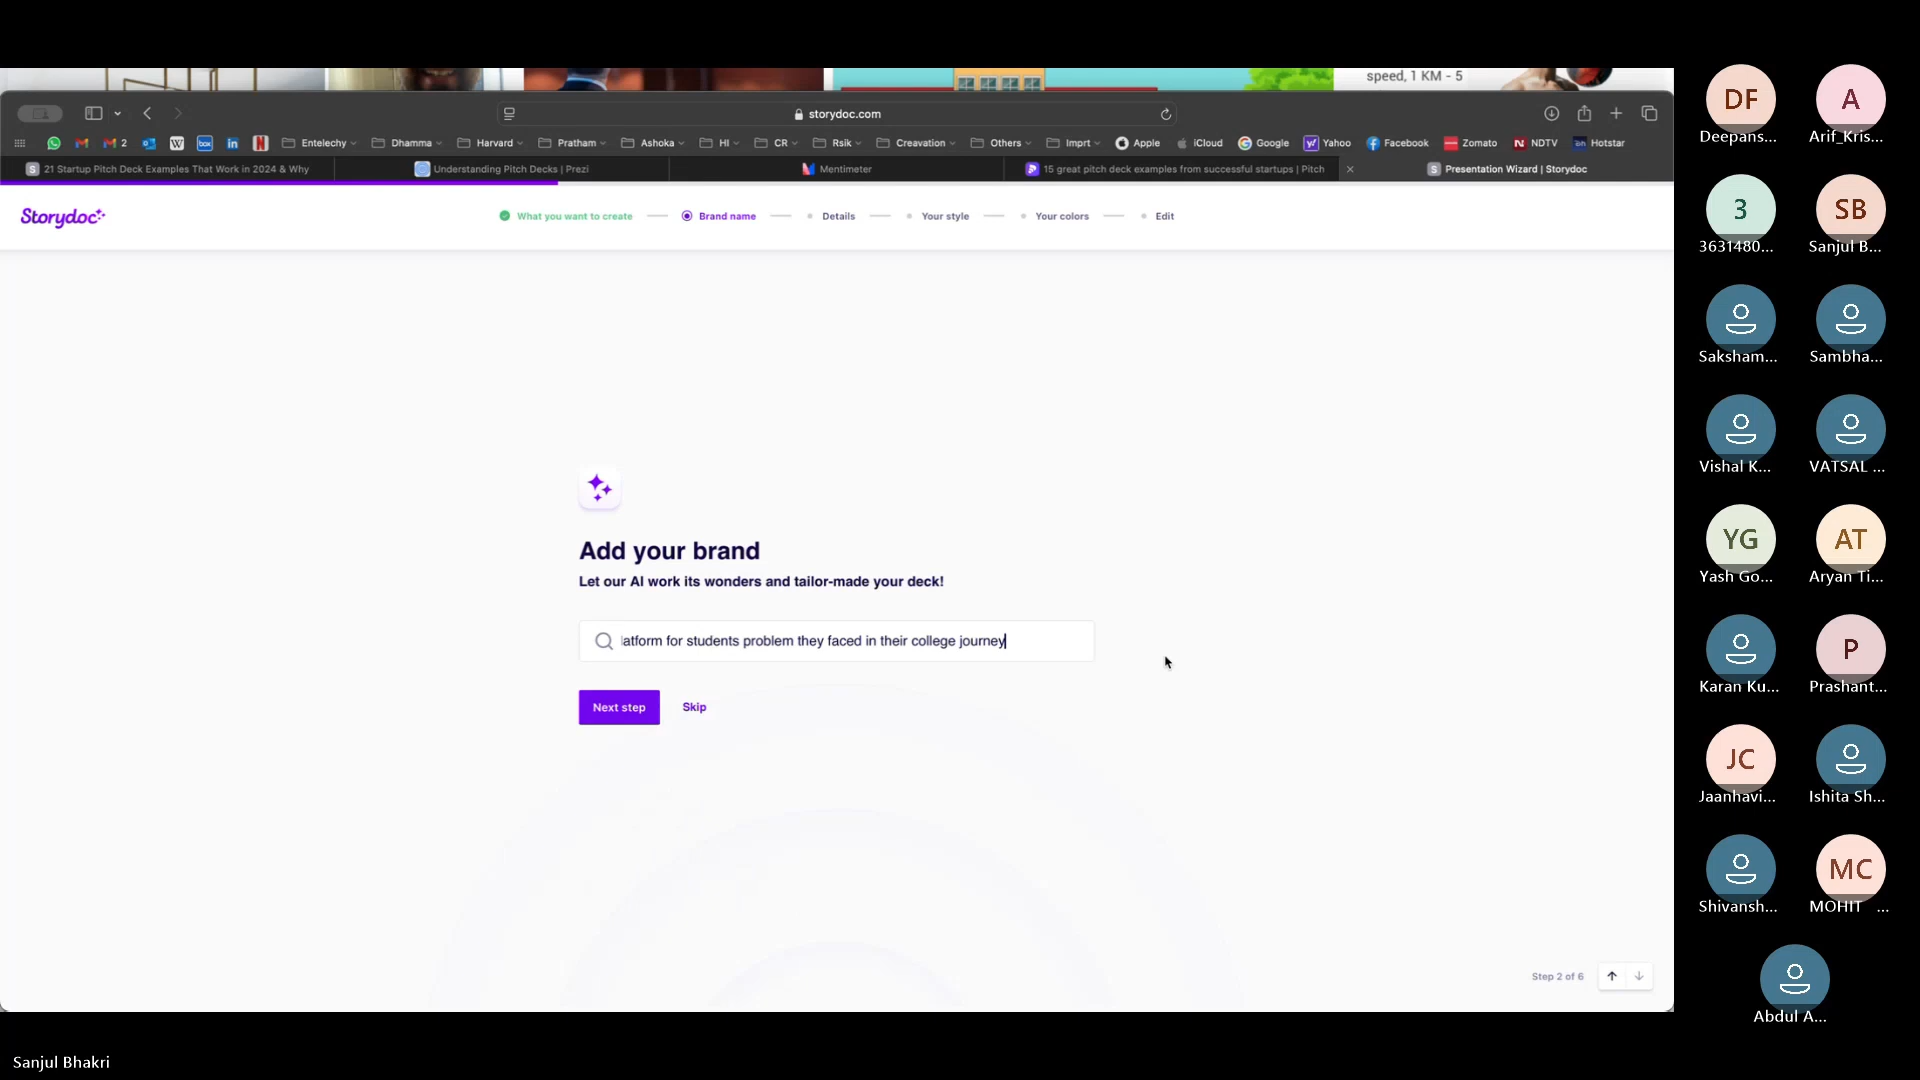 speed, 1 KM - 5
storydoc.com
2
Entelechy
Dhamma
Harvard
Pratham
Ashoka
HI
CR
Rsik
Creavation
Others
Imprt
Apple
iCloud
Google
Yahoo
Facebook
Zomato
NDTV
Hotstar
21 Startup Pitch Deck Examples That Work in 2024 & Why
Understanding Pitch Decks | Prezi
Mentimeter
15 great pitch deck examples from successful startups | Pitch
Presentation Wizard | Storydoc
Storydoc
What you want to create
Brand name
Details
Your style
Your colors
Edit
Add your brand
Let our AI work its wonders and tailor-made your deck!
latform for students problem they faced in their college journey
Next step
Skip
Step 2 of 6
DF
Deepans...
A
Arif_Kris...
3
3631480...
SB
Sanjul B...
Saksham...
Sambha...
Vishal K...
VATSAL ...
YG
Yash Go...
AT
Aryan Ti...
Karan Ku...
P
Prashant...
JC
Jaanhavi...
Ishita Sh...
Shivansh...
MC
MOHIT ...
Abdul A...
Sanjul Bhakri